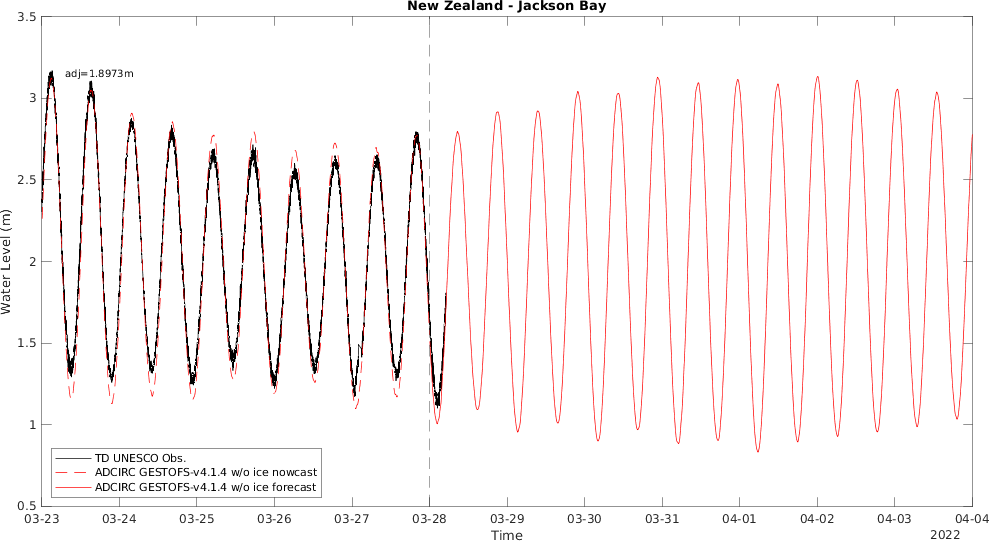 New Zealand - Jackson Bay
adj=1.8973m
3.5
3
2.5
2
1.5
1
0.5
Water Level (m)
TD UNESCO Obs.
ADCIRC GESTOFS-v4.1.4 w/o ice nowcast
ADCIRC GESTOFS-v4.1.4 w/o ice forecast
03-23 03-24 03-25 03-26 03-27 03-28 03-29 03-30 03-31 04-01 04-02 04-03 04-04
Time
2022